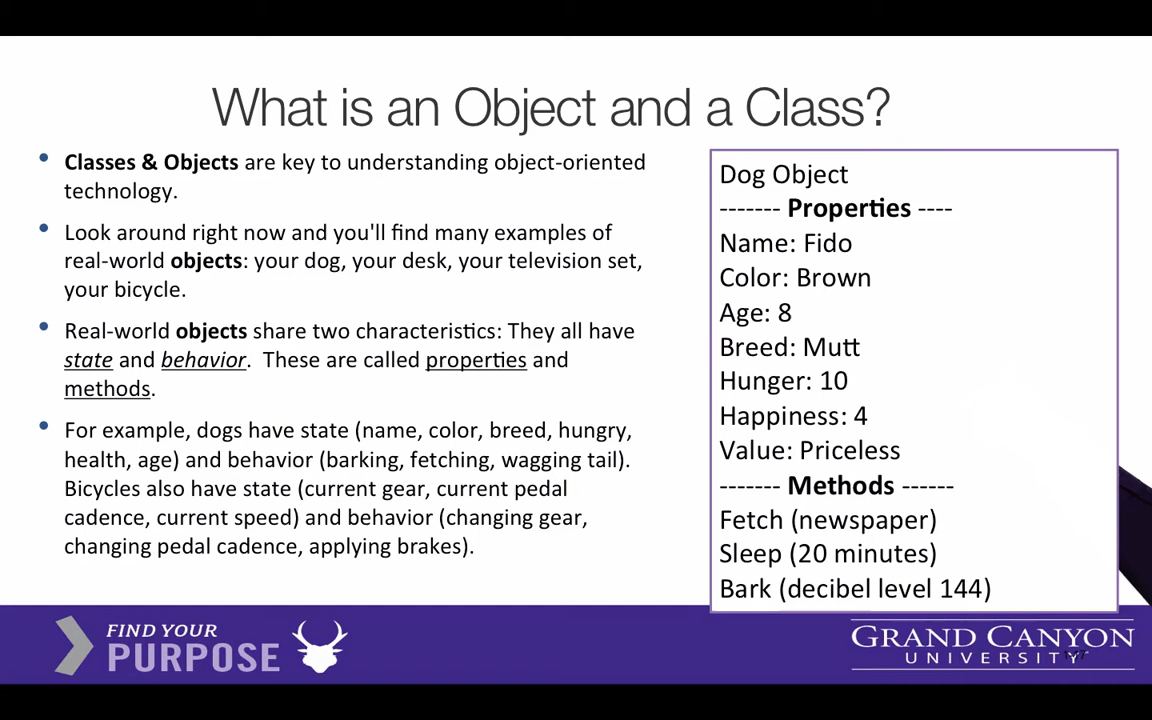 What is an Object and a Class?
• Classes & Objects are key to understanding object-oriented
technology.
• Look around right now and you'll find many examples of
real-world objects: your dog, your desk, your television set,
your bicycle.
• Real-world objects share two characteristics: They all have
state and behavior.  These are called properties and
methods.
• For example, dogs have state (name, color, breed, hungry,
health, age) and behavior (barking, fetching, wagging tail).
Bicycles also have state (current gear, current pedal
cadence, current speed) and behavior (changing gear,
changing pedal cadence, applying brakes).
Dog Object
------- Properties ----
Name: Fido
Color: Brown
Age: 8
Breed: Mutt
Hunger: 10
Happiness: 4
Value: Priceless
------- Methods ------
Fetch (newspaper)
Sleep (20 minutes)
Bark (decibel level 144)
FIND YOUR
PURPOSE
GRAND CANYON
UNIVERSITY